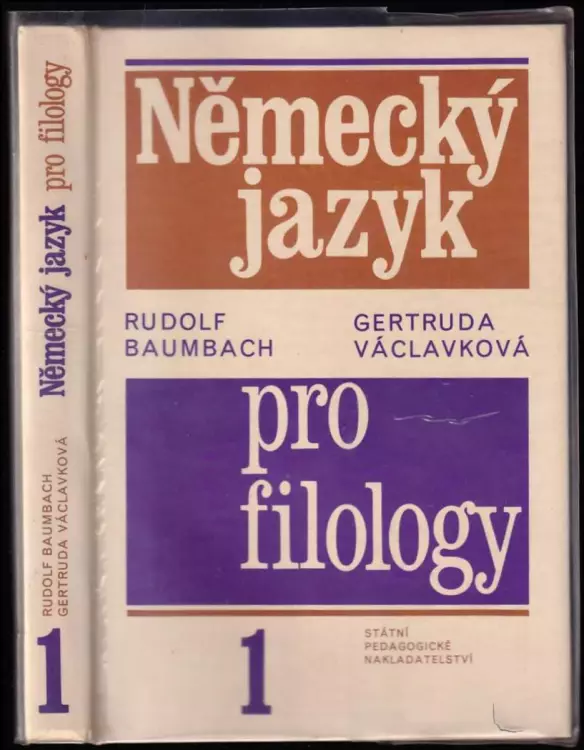 Německý jazyk pro filology
RUDOLF BAUMBACH
GERTRUDA VÁCLAVKOVÁ
1
Německý
jazyk
RUDOLF
BAUMBACH
GERTRUDA
VÁCLAVKOVÁ
pro
filology
1
STÁTNÍ
PEDAGOGICKÉ
NAKLADATELSTVÍ